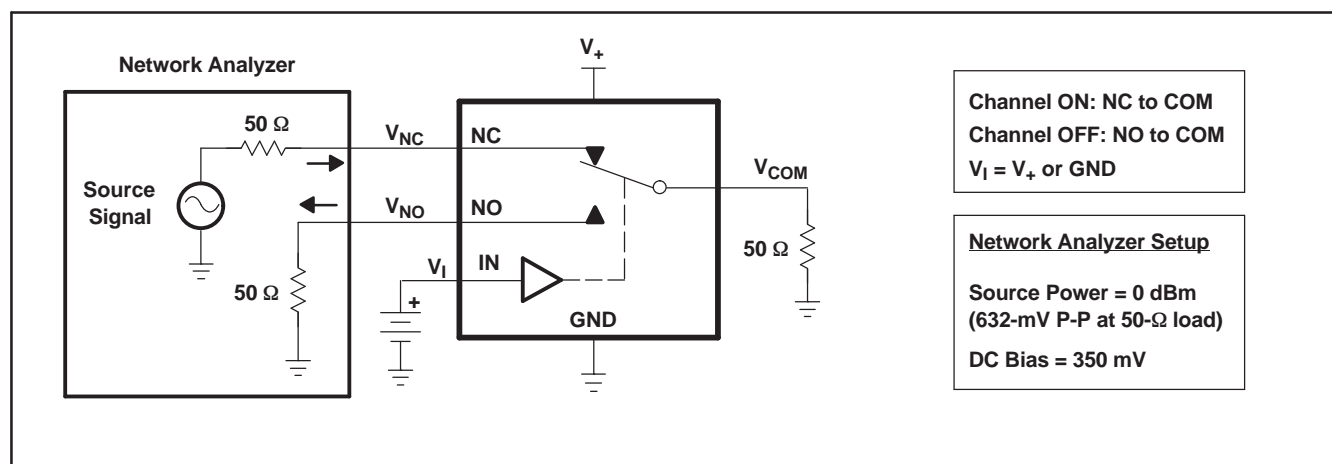 V+
Network Analyzer
50 Ω
VNC
NC
Source
Signal
VNO
NO
50 Ω
VI
IN
+
GND
VCOM
50 Ω
Channel ON: NC to COM
Channel OFF: NO to COM
VI = V+ or GND
Network Analyzer Setup
Source Power = 0 dBm
(632-mV P-P at 50-Ω load)
DC Bias = 350 mV